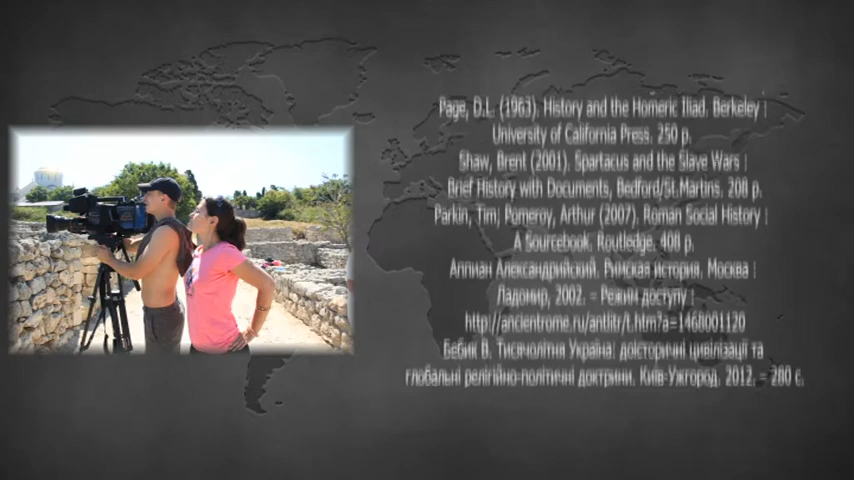 Page, D.L. (1963). History and the Homeric Iliad. Berkeley :
University of California Press. 250 p.
Shaw, Brent (2001). Spartacus and the Slave Wars :
Brief History with Documents, Bedford/St.Martins. 208 p.
Parkin, Tim; Pomeroy, Arthur (2007). Roman Social History :
A Sourcebook. Routledge. 408 p.
Аппиан Александрийский. Римская история. Москва :
Ладомир, 2002. = Режим доступу :
http://ancientrome.ru/antlitr/t.htm?a=1468001120
Бебик В. Тисячолітня Україна: доісторичні цивілізації та
глобальні релігійно-політичні доктрини. Київ-Ужгород. 2012. = 280 с.